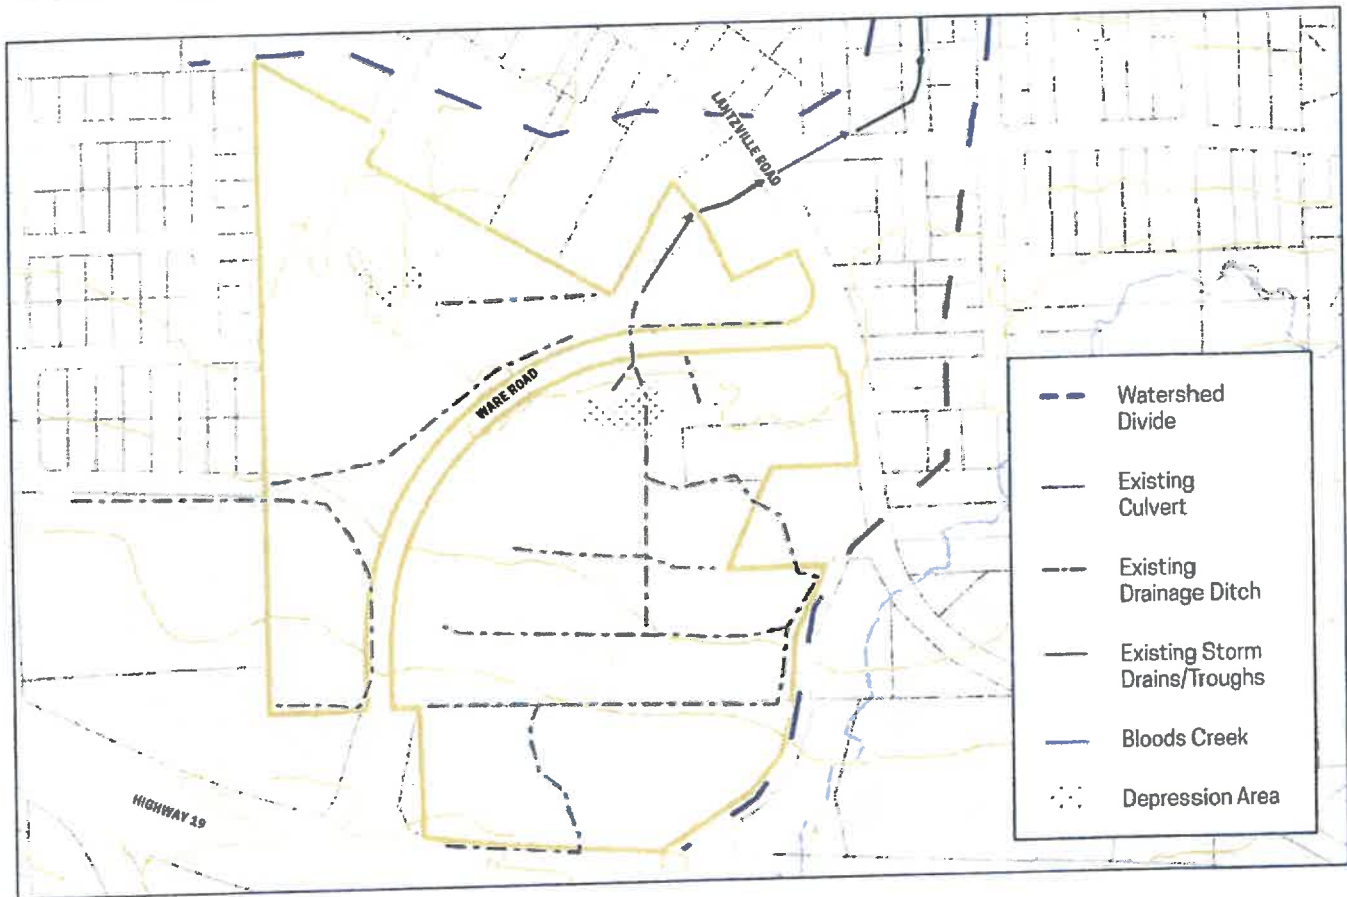 LANTZVILLE ROAD
WARE ROAD
HIGHWAY 19
Watershed
Divide
Existing
Culvert
Existing
Drainage Ditch
Existing Storm
Drains/Troughs
Bloods Creek
Depression Area